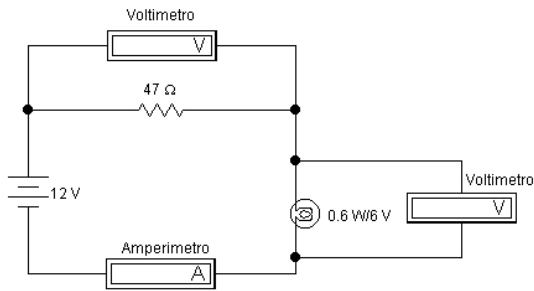 Voltimetro
V
47 Ω
12 V
Voltimetro
V
0.6 W/6 V
Amperimetro
A